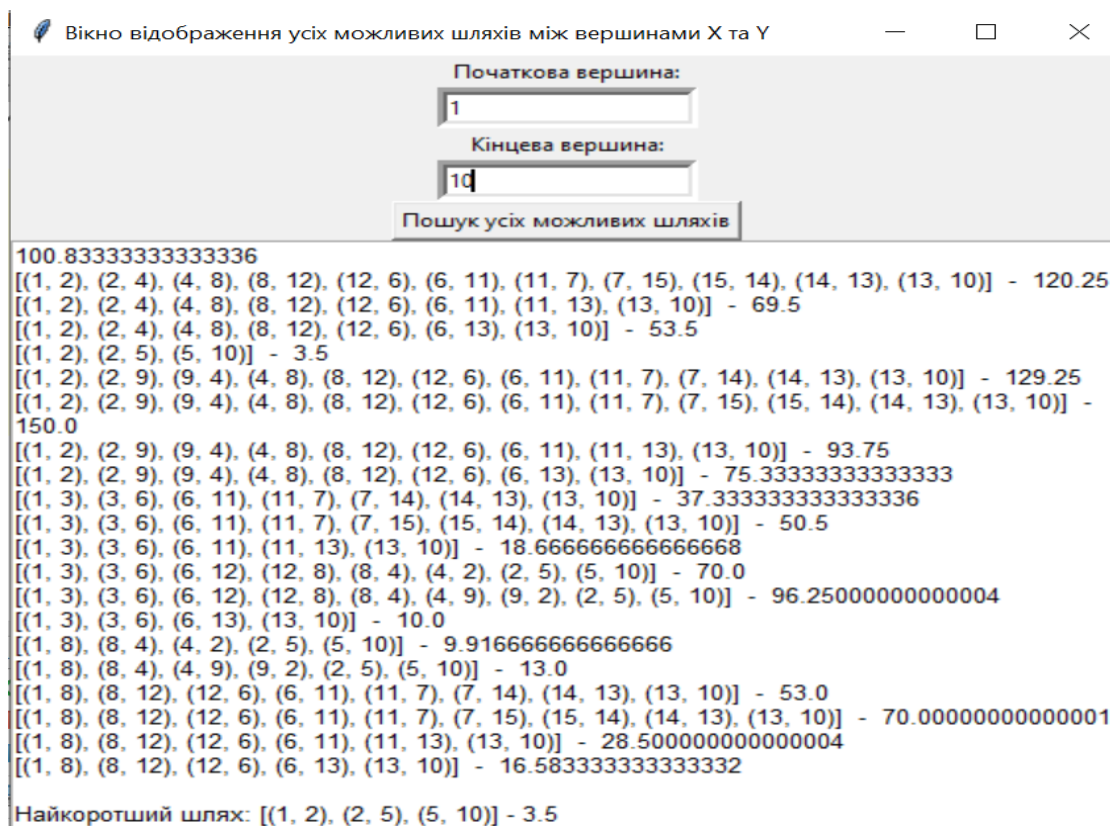 Вікно відображення усіх можливих шляхів між вершинами X та Y
Початкова вершина:
1
Кінцева вершина:
10
Пошук усіх можливих шляхів
100.83333333333336
[(1, 2), (2, 4), (4, 8), (8, 12), (12, 6), (6, 11), (11, 7), (7, 15), (15, 14), (14, 13), (13, 10)] - 120.25
[(1, 2), (2, 4), (4, 8), (8, 12), (12, 6), (6, 11), (11, 13), (13, 10)] - 69.5
[(1, 2), (2, 4), (4, 8), (8, 12), (12, 6), (6, 13), (13, 10)] - 53.5
[(1, 2), (2, 5), (5, 10)] - 3.5
[(1, 2), (2, 9), (9, 4), (4, 8), (8, 12), (12, 6), (6, 11), (11, 7), (7, 14), (14, 13), (13, 10)] - 129.25
[(1, 2), (2, 9), (9, 4), (4, 8), (8, 12), (12, 6), (6, 11), (11, 7), (7, 15), (15, 14), (14, 13), (13, 10)] -
150.0
[(1, 2), (2, 9), (9, 4), (4, 8), (8, 12), (12, 6), (6, 11), (11, 13), (13, 10)] - 93.75
[(1, 2), (2, 9), (9, 4), (4, 8), (8, 12), (12, 6), (6, 13), (13, 10)] - 75.33333333333333
[(1, 3), (3, 6), (6, 11), (11, 7), (7, 14), (14, 13), (13, 10)] - 37.333333333333336
[(1, 3), (3, 6), (6, 11), (11, 7), (7, 15), (15, 14), (14, 13), (13, 10)] - 50.5
[(1, 3), (3, 6), (6, 11), (11, 13), (13, 10)] - 18.666666666666668
[(1, 3), (3, 6), (6, 12), (12, 8), (8, 4), (4, 2), (2, 5), (5, 10)] - 70.0
[(1, 3), (3, 6), (6, 12), (12, 8), (8, 4), (4, 9), (9, 2), (2, 5), (5, 10)] - 96.25000000000004
[(1, 3), (3, 6), (6, 13), (13, 10)] - 10.0
[(1, 8), (8, 4), (4, 2), (2, 5), (5, 10)] - 9.916666666666666
[(1, 8), (8, 4), (4, 9), (9, 2), (2, 5), (5, 10)] - 13.0
[(1, 8), (8, 12), (12, 6), (6, 11), (11, 7), (7, 14), (14, 13), (13, 10)] - 53.0
[(1, 8), (8, 12), (12, 6), (6, 11), (11, 7), (7, 15), (15, 14), (14, 13), (13, 10)] - 70.00000000000001
[(1, 8), (8, 12), (12, 6), (6, 11), (11, 13), (13, 10)] - 28.500000000000004
[(1, 8), (8, 12), (12, 6), (6, 13), (13, 10)] - 16.583333333333332
Найкоротший шлях: [(1, 2), (2, 5), (5, 10)] - 3.5